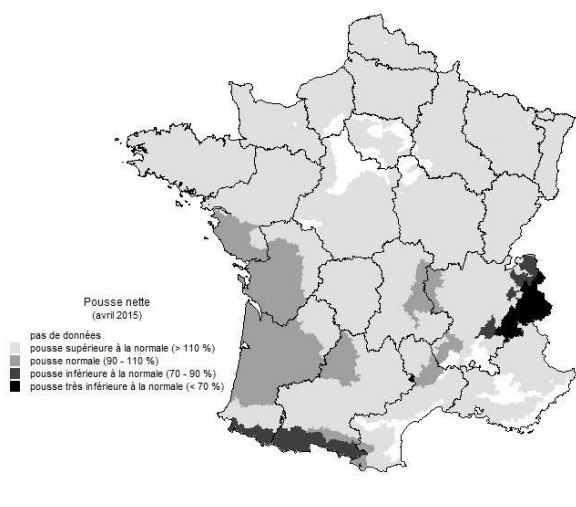 Pousse nette
(avril 2015)
pas de données
pousse supérieure à la normale (> 110 %)
pousse normale (90 - 110 %)
pousse inférieure à la normale (70 - 90 %)
pousse très inférieure à la normale (< 70 %)